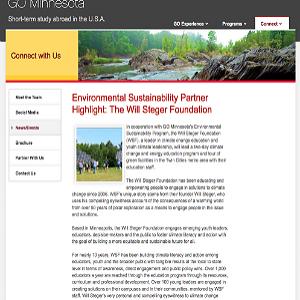 GO Minnesota
Short-term study abroad in the U.S.A.
GO Experience
Programs
Connect
Connect with Us
Meet the Team
Social Media
News/Events
Brochure
Partner With Us
Contact Us
Environmental Sustainability Partner
Highlight: The Will Steger Foundation
In cooperation with GO Minnesota's Environmental
Sustainability Program, the Will Steger Foundation
(WSF), a leader in climate change education and
youth climate leadership, will lead a two-day climate
change and energy education program and tour of
green facilities in the Twin Cities metro area with their
education staff.
The Will Steger Foundation has been educating and
empowering people to engage in solutions to climate
change since 2006. WSF's unique story stems from their founder Will Steger, who
uses his compelling eyewitness account of the consequences of a warming world
from over 50 years of polar exploration as a means to engage people in the issue
and solutions.
Based in Minnesota, the Will Steger Foundation engages emerging youth leaders,
educators, decision-makers and the public to foster climate literacy and action with
the goal of building a more equitable and sustainable future for all.
For nearly 13 years, WSF has been building climate literacy and action among
educators, youth and the broader public with tangible results at the local to state
level in terms of awareness, direct engagement and public policy wins. Over 1,000
educators a year are reached through the education program through its resources,
curriculum and professional development. Over 100 young leaders are engaged in
creating solutions on their campuses and in their communities, mentored by WSF
staff. Will Steger's very personal and compelling eyewitness to climate change